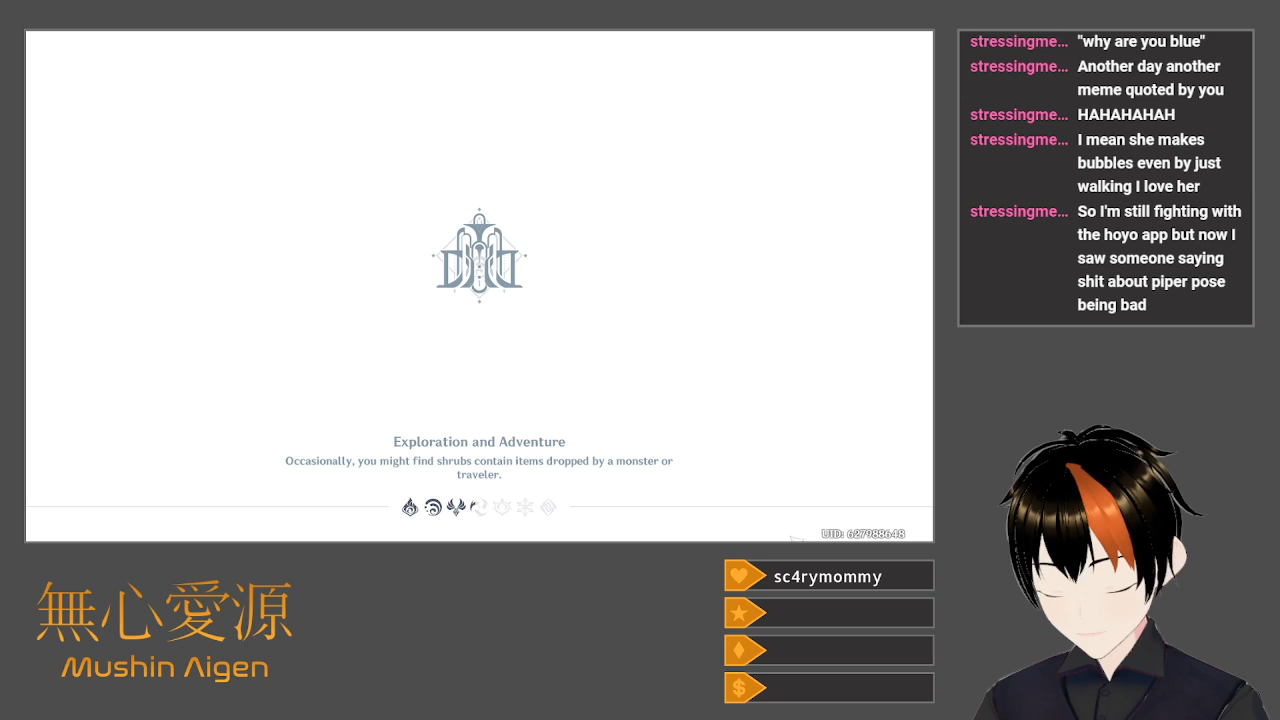 stressingme... "why are you blue"
stressingme... Another day another
meme quoted by you
stressingme... HAHAHAHAH
stressingme... I mean she makes
bubbles even by just
walking I love her
stressingme... So I'm still fighting with
the hoyo app but now I
saw someone saying
shit about piper pose
being bad
Exploration and Adventure
Occasionally, you might find shrubs contain items dropped by a monster or
traveler.
UID: 627988648
sc4rymommy
$
無心愛源
Mushin Aigen